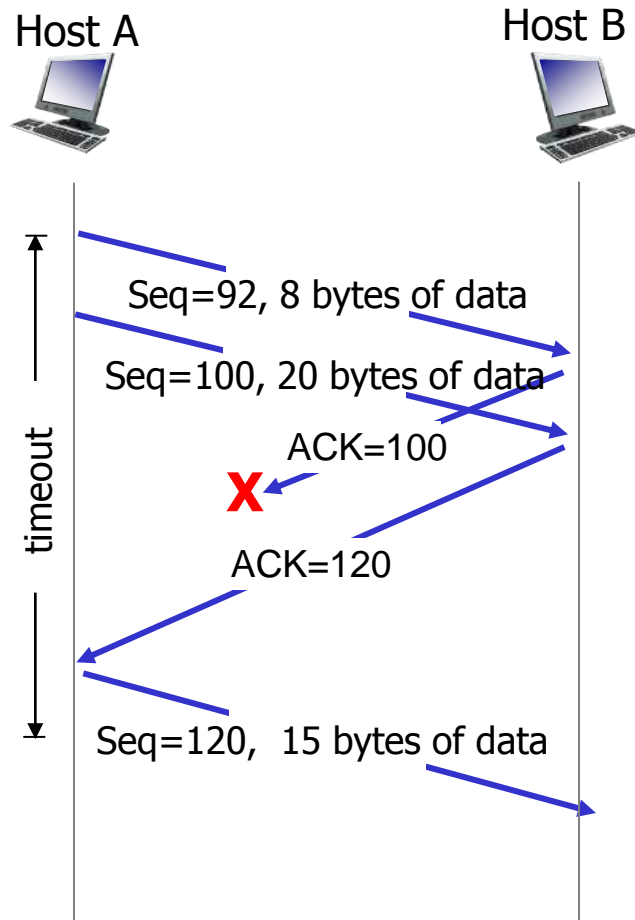 Host A
Host B
Seq=92, 8 bytes of data
Seq=100, 20 bytes of data
ACK=100
X
timeout
ACK=120
Seq=120, 15 bytes of data